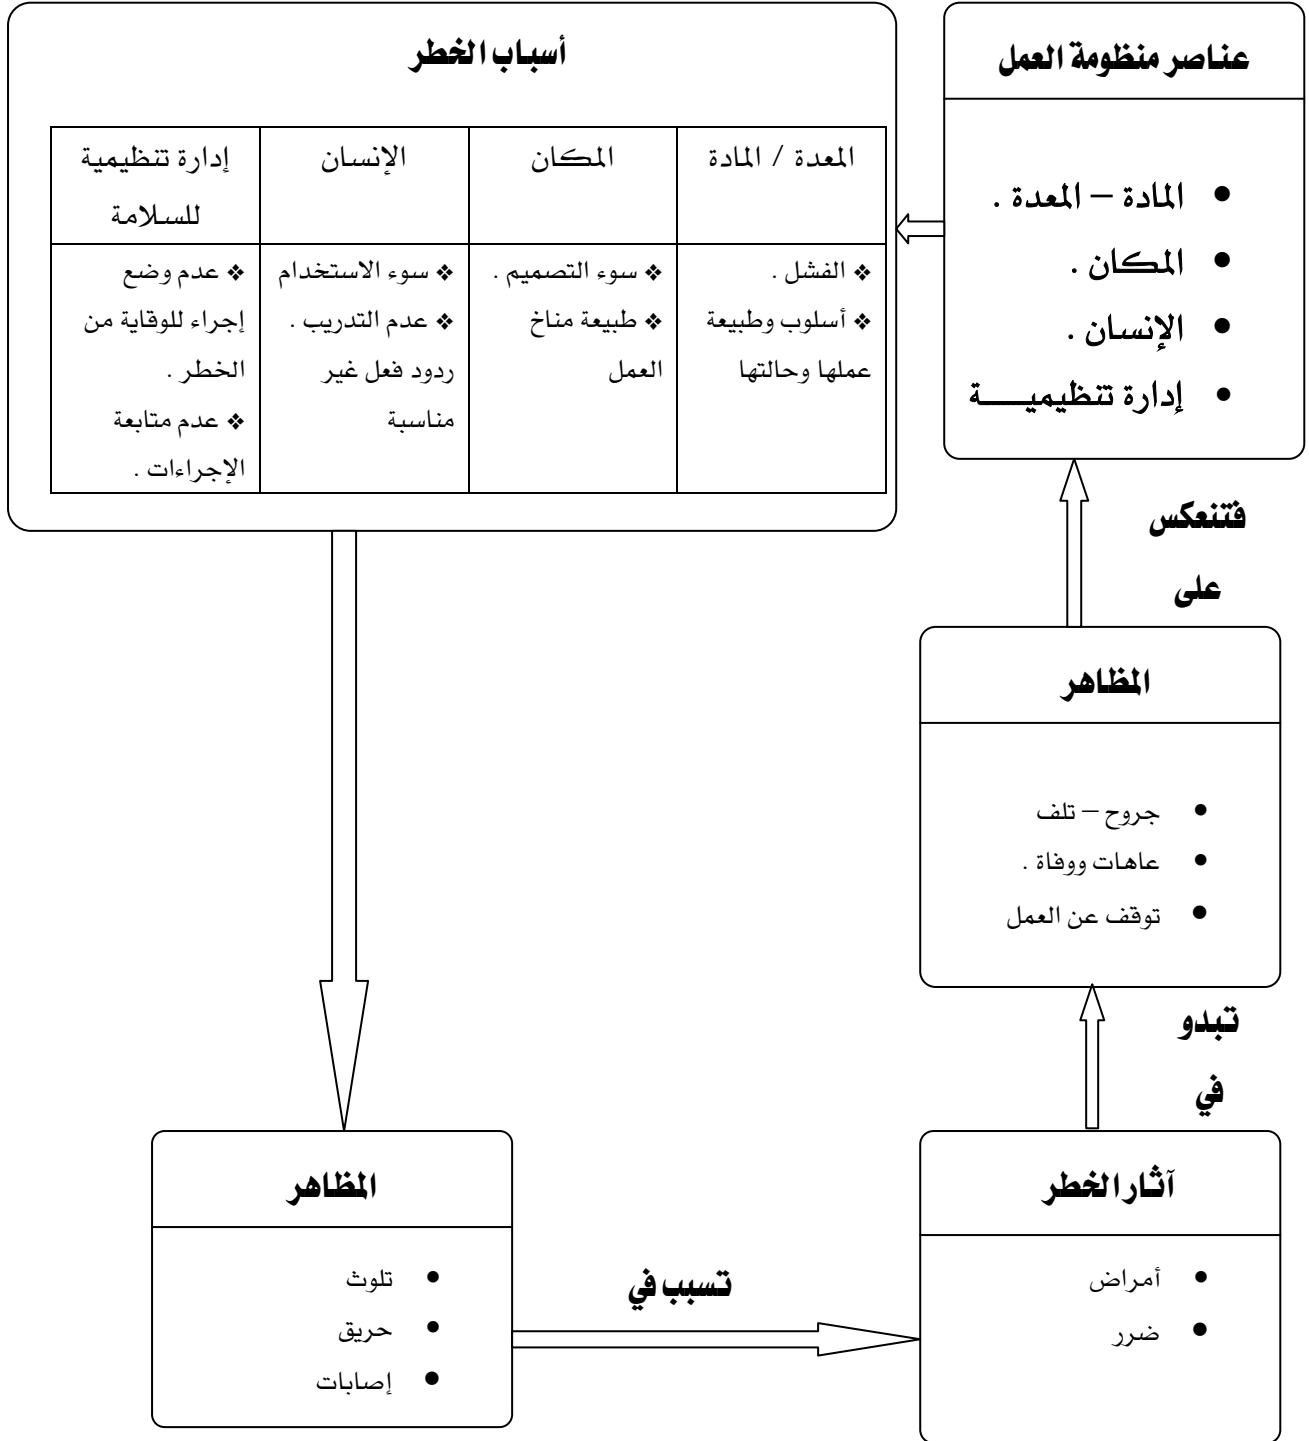 عناصر منظومة العمل
• المادة – المعدة .
• المكان .
• الإنسان .
• إدارة تنظيميــــة
أسباب الخطر
المعدة / المادة
المكان
الإنسان
إدارة تنظيمية
للسلامة
❖ الفشل .
❖ أسلوب وطبيعة
عملها وحالتها
❖ سوء التصميم .
❖ طبيعة مناخ
العمل
❖ سوء الاستخدام
❖ عدم التدريب .
ردود فعل غير
مناسبة
❖ عدم وضع
إجراء للوقاية من
الخطر .
❖ عدم متابعة
الإجراءات .
فتنعكس
على
المظاهر
• جروح – تلف
• عاهات ووفاة .
• توقف عن العمل
تبدو
في
آثار الخطر
• أمراض
• ضرر
تسبب في
المظاهر
• تلوث
• حريق
• إصابات